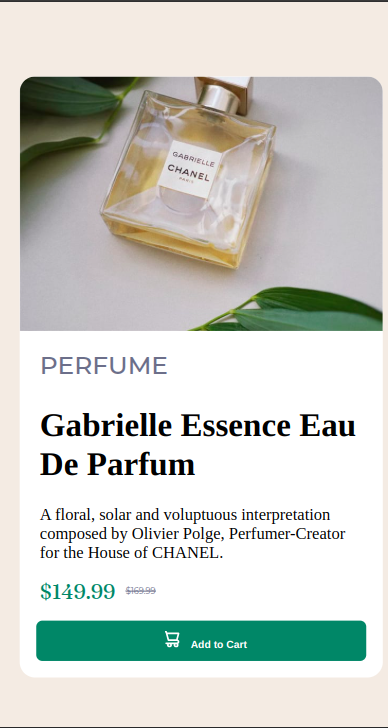 GABRIELLE
CHANEL
PARIS
PERFUME
Gabrielle Essence Eau
De Parfum
A floral, solar and voluptuous interpretation
composed by Olivier Polge, Perfumer-Creator
for the House of CHANEL.
$149.99 $169.99
Add to Cart